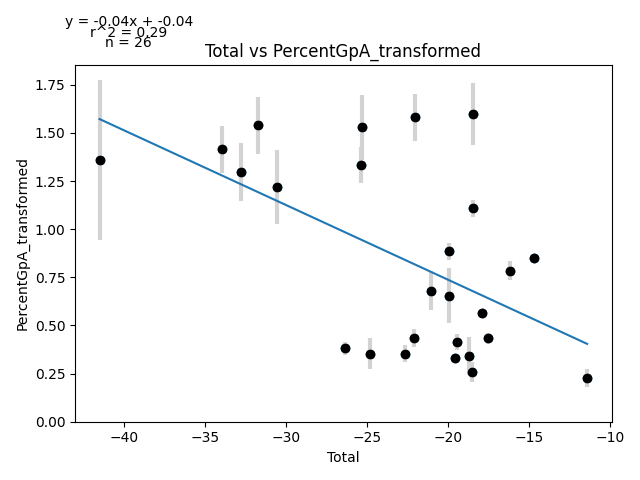 y = -0.04x + -0.04
r^2 = 0.29
n = 26
Total vs PercentGpA_transformed
1.75
1.50
1.25
1.00
0.75
0.50
0.25
0.00
PercentGpA_transformed
−40
−35
−30
−25
−20
−15
−10
Total